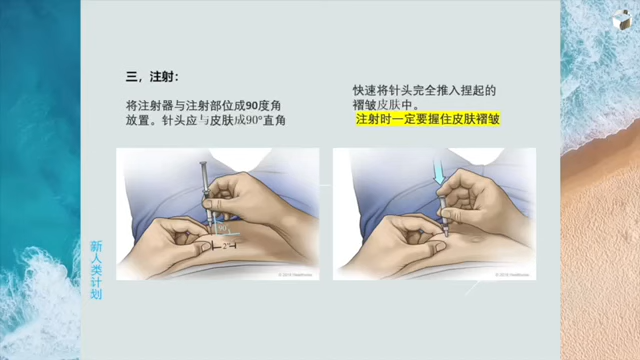 三，注射：
将注射器与注射部位成90度角
放置。针头应与皮肤成90°直角
快速将针头完全推入捏起的
褶皱皮肤中。
注射时一定要握住皮肤褶皱
90°
2"
新人类计划